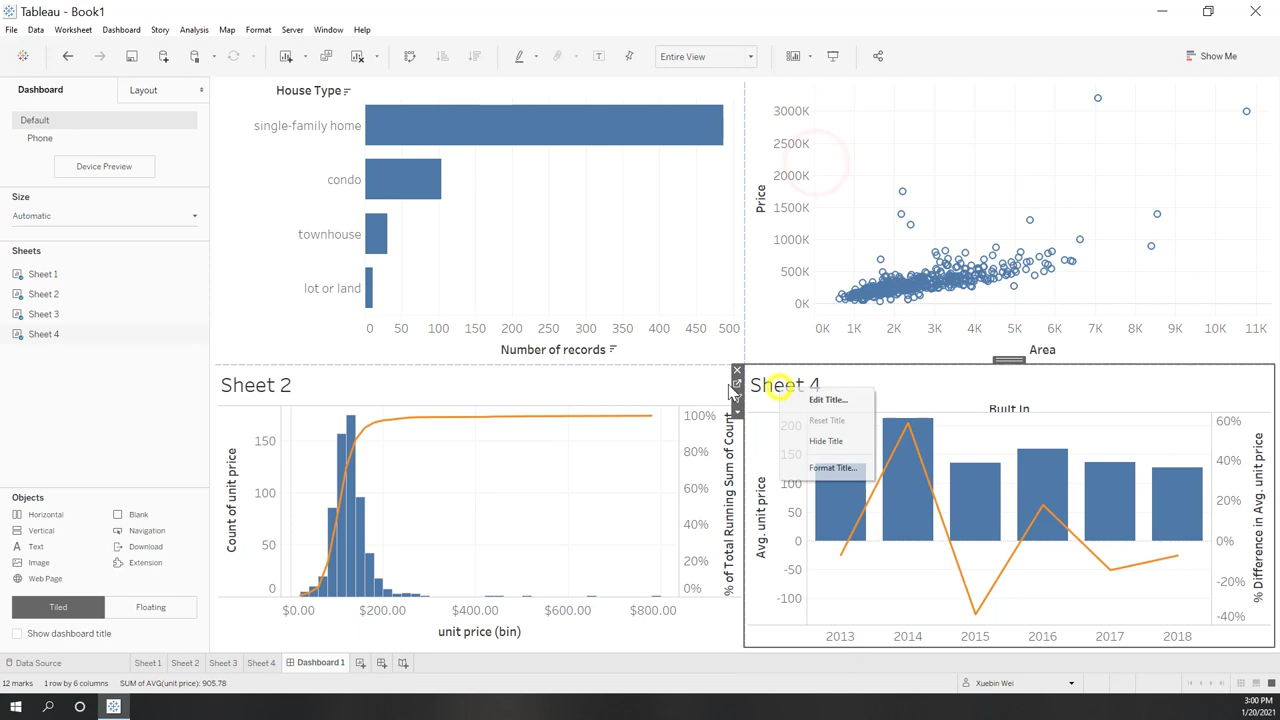 Tableau - Book1
File Data Worksheet Dashboard Story Analysis Map Format Server Window Help
Entire View
Show Me
Dashboard
Layout
Default
Phone
Device Preview
Size
Automatic
Sheets
Sheet 1
Sheet 2
Sheet 3
Sheet 4
Objects
Horizontal
Blank
Vertical
Navigation
Text
Download
Image
Extension
Web Page
Tiled
Floating
Show dashboard title
House Type
single-family home
condo
townhouse
lot or land
0 50 100 150 200 250 300 350 400 450 500
Number of records
Price
3000K
2500K
2000K
1500K
1000K
500K
0K
0K 1K 2K 3K 4K 5K 6K 7K 8K 9K 10K 11K
Area
Sheet 2
Count of unit price
150
100
50
0
100%
80%
60%
40%
20%
0%
% of Total Running Sum of Count
$0.00 $200.00 $400.00 $600.00 $800.00
unit price (bin)
Sheet 4
Edit Title...
Reset Title
Hide Title
Format Title...
Built In
Avg. unit price
200
150
100
50
0
-50
-100
60%
40%
20%
0%
-20%
-40%
% Difference in Avg. unit price
2013 2014 2015 2016 2017 2018
Data Source Sheet 1 Sheet 2 Sheet 3 Sheet 4 Dashboard 1
12 marks 1 row by 6 columns SUM of AVG(unit price): 905.78
Xuebin Wei
3:00 PM
1/20/2021